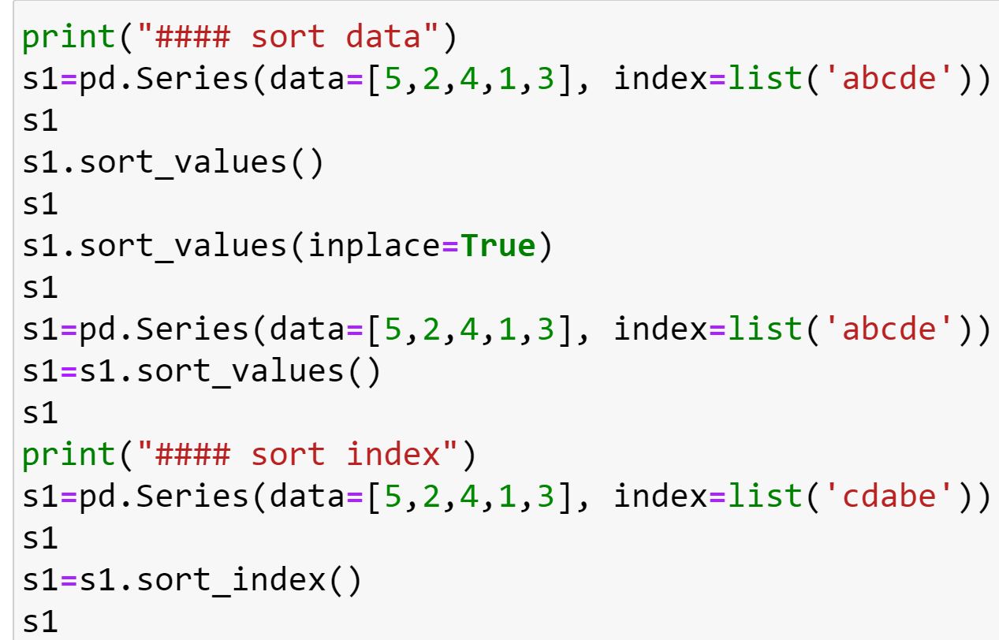 print("#### sort data")
s1=pd.Series(data=[5,2,4,1,3], index=list('abcde'))
s1
s1.sort_values()
s1
s1.sort_values(inplace=True)
s1
s1=pd.Series(data=[5,2,4,1,3], index=list('abcde'))
s1=s1.sort_values()
s1
print("#### sort index")
s1=pd.Series(data=[5,2,4,1,3], index=list('cdabe'))
s1
s1=s1.sort_index()
s1